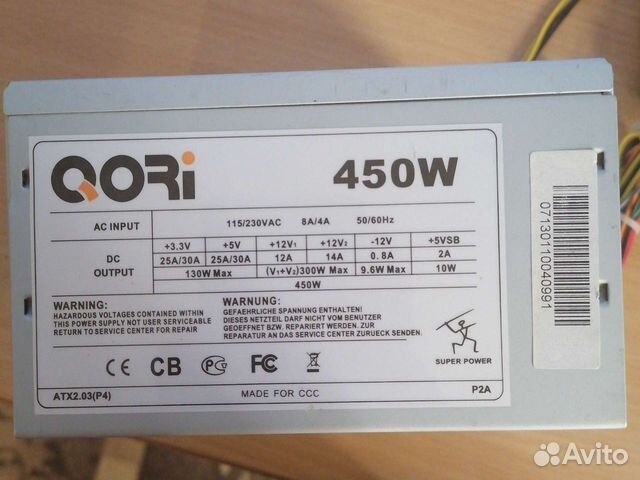 QORi
450W
AC INPUT 115/230VAC 8A/4A 50/60Hz
DC OUTPUT +3.3V +5V +12V1 +12V2 -12V +5VSB
25A/30A 25A/30A 12A 14A 0.8A 2A
130W Max (V1+V2)300W Max 9.6W Max 10W
450W
WARNING:
HAZARDOUS VOLTAGES CONTAINED WITHIN
THIS POWER SUPPLY NOT USER SERVICEABLE
RETURN TO SERVICE CENTER FOR REPAIR
WARNUNG:
GEFAEHRLICHE SPANNUNG ENTHALTEN!
DIESES NETZTEIL DARF NICHT VOM BENUTZER
GEOEFFNET BZW. REPARIERT WERDEN. ZUR
REPARATUR AN DAS SERVICE CENTER ZURUECK SENDEN.
CE CB PC FC
SUPER POWER
ATX2.03(P4) MADE FOR CCC P2A
07130110040991
Avito